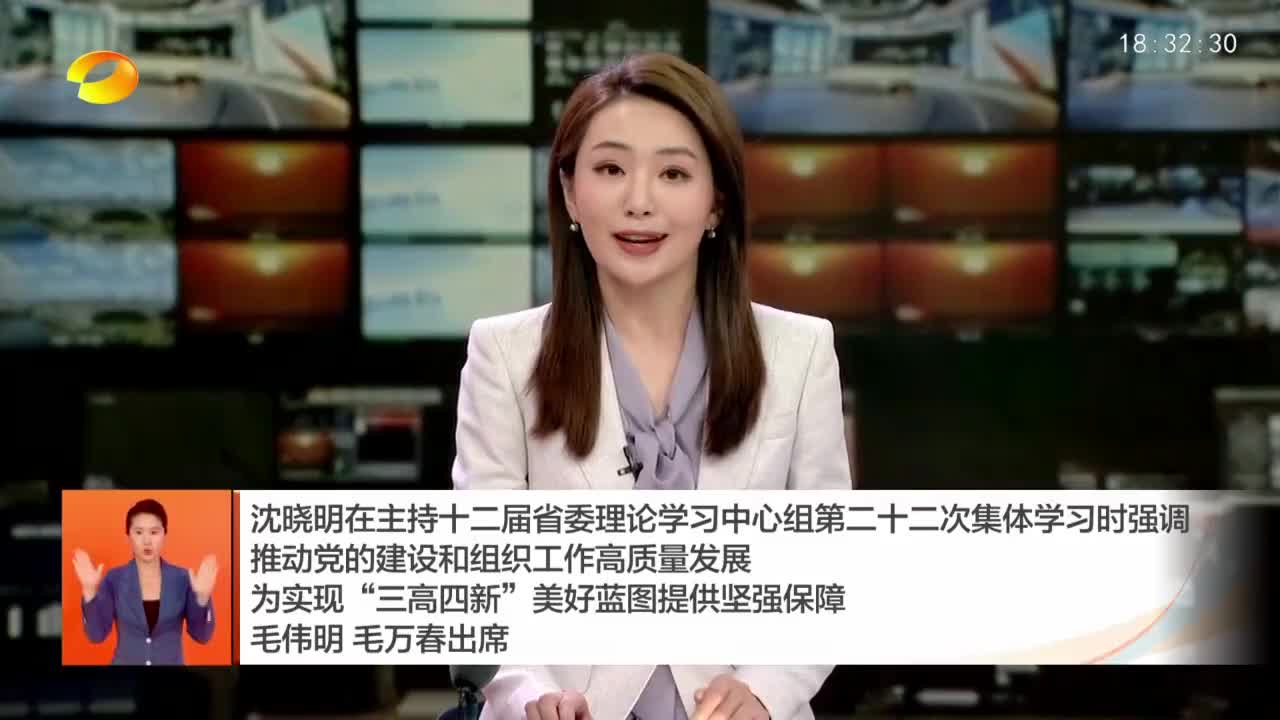 18:32:30
沈晓明在主持十二届省委理论学习中心组第二十二次集体学习时强调
推动党的建设和组织工作高质量发展
为实现“三高四新”美好蓝图提供坚强保障
毛伟明 毛万春出席